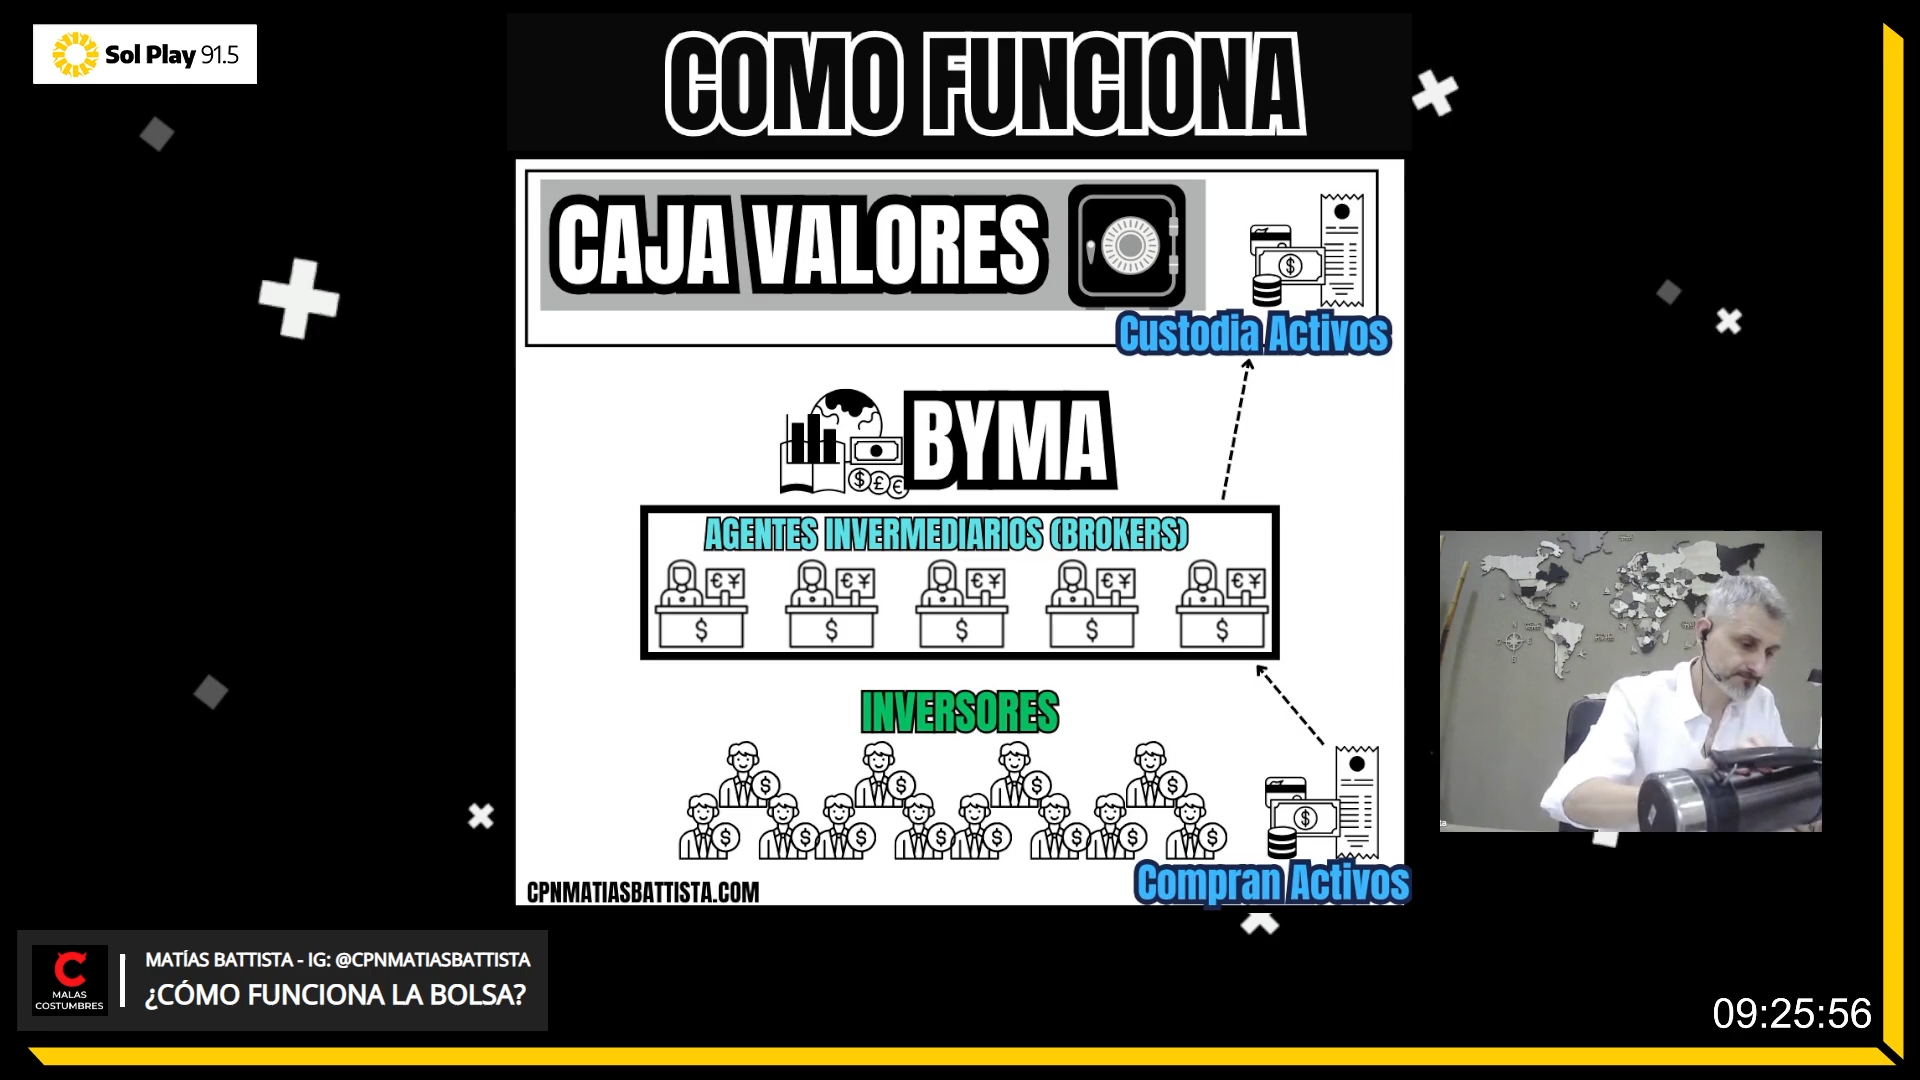 Sol Play 91.5
COMO FUNCIONA
CAJA VALORES
$
Custodia Activos
BYMA
$ £ €
AGENTES INVERMEDIARIOS (BROKERS)
€ ¥ € ¥ € ¥ € ¥ € ¥
$ $ $ $ $
INVERSORES
$ $ $ $
$ $ $ $ $ $ $ $
$
Compran Activos
CPNMATIASBATTISTA.COM
C
MALAS
COSTUMBRES
MATÍAS BATTISTA - IG: @CPNMATIASBATTISTA
¿CÓMO FUNCIONA LA BOLSA?
09:25:56